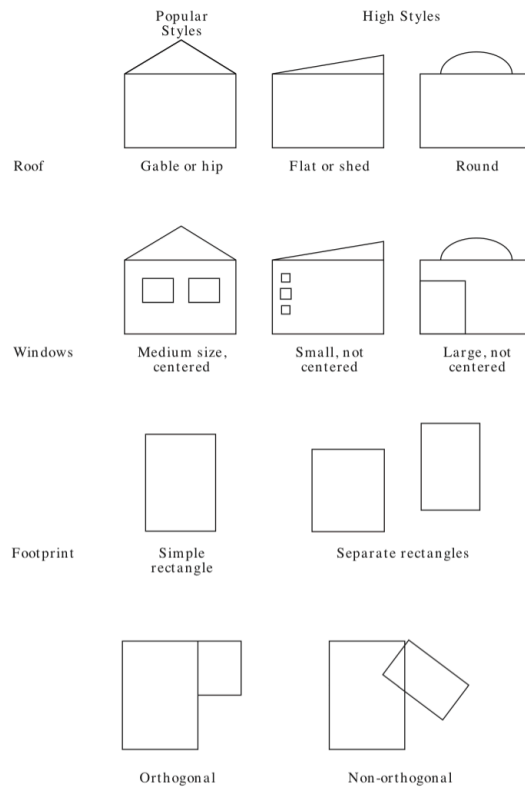 Popular
Styles
High Styles
Roof
Gable or hip
Flat or shed
Round
Windows
Medium size,
centered
Small, not
centered
Large, not
centered
Footprint
Simple
rectangle
Separate rectangles
Orthogonal
Non-orthogonal